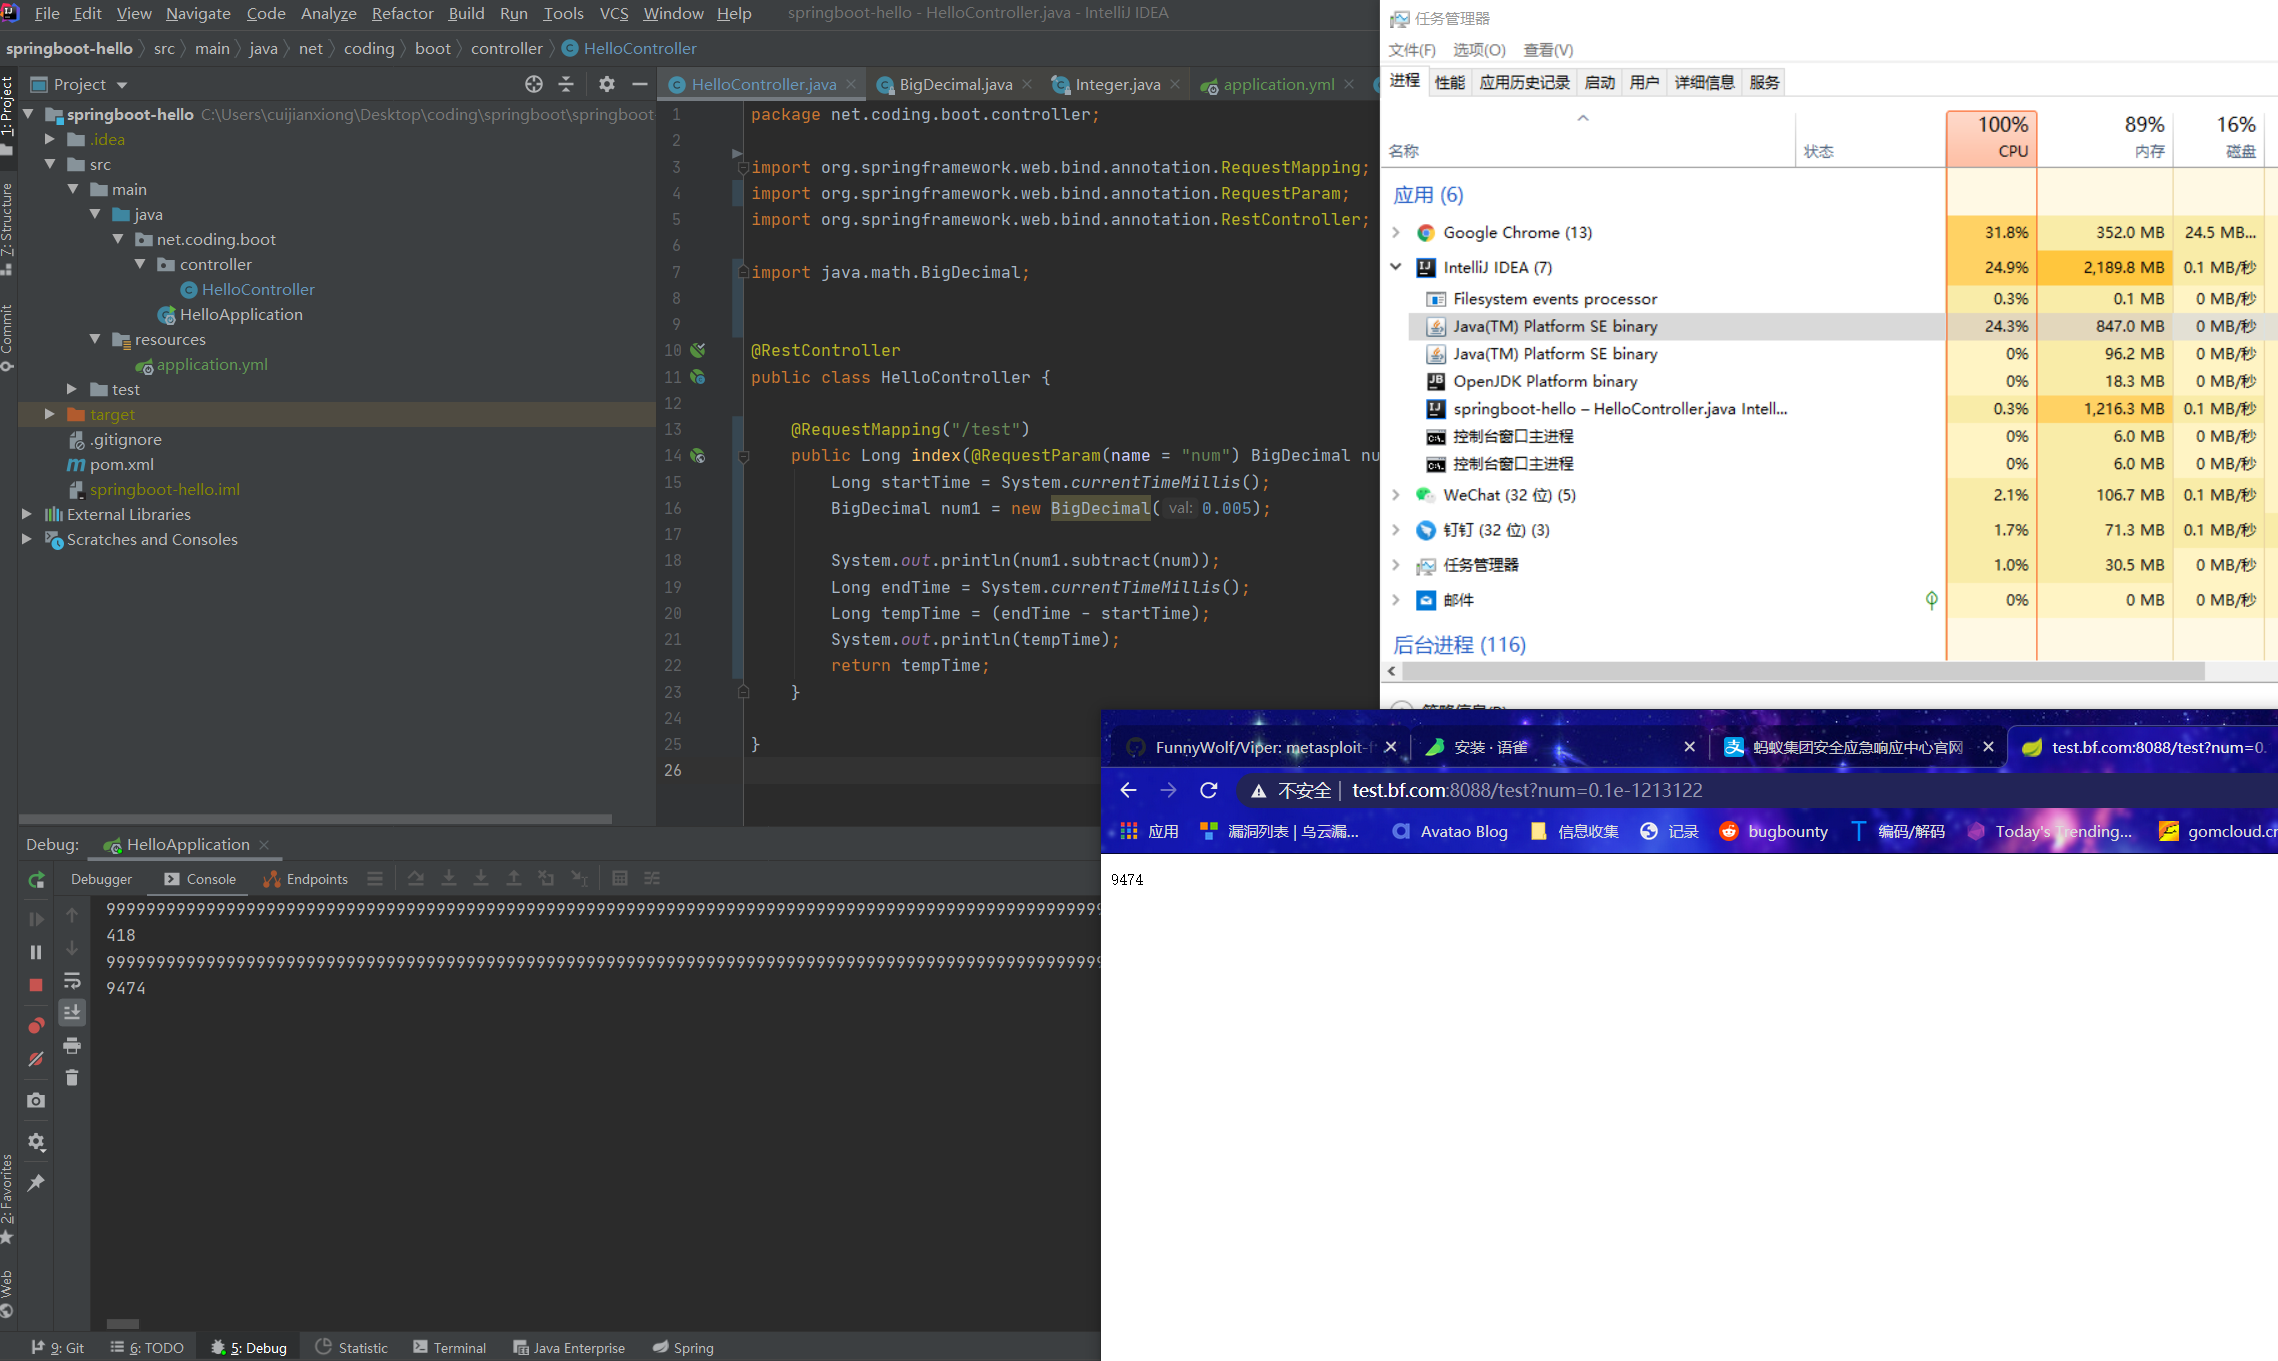 File Edit View Navigate Code Analyze Refactor Build Run Tools VCS Window Help springboot-hello - HelloController.java - IntelliJ IDEA
springboot-hello src main java net coding boot controller HelloController
Project
HelloController.java BigDecimal.java Integer.java application.yml
springboot-hello C:\Users\cuijianxiong\Desktop\coding\springboot\springboot
.idea
src
main
java
net.coding.boot
controller
HelloController
HelloApplication
resources
application.yml
test
target
.gitignore
pom.xml
springboot-hello.iml
External Libraries
Scratches and Consoles
1: Project
Z: Structure
Commit
2: Favorites
Web
1 package net.coding.boot.controller;
2
3 import org.springframework.web.bind.annotation.RequestMapping;
4 import org.springframework.web.bind.annotation.RequestParam;
5 import org.springframework.web.bind.annotation.RestController;
6
7 import java.math.BigDecimal;
8
9
10 @RestController
11 public class HelloController {
12
13 @RequestMapping("/test")
14 public Long index(@RequestParam(name = "num") BigDecimal nu
15 Long startTime = System.currentTimeMillis();
16 BigDecimal num1 = new BigDecimal( val: 0.005);
17
18 System.out.println(num1.subtract(num));
19 Long endTime = System.currentTimeMillis();
20 Long tempTime = (endTime - startTime);
21 System.out.println(tempTime);
22 return tempTime;
23 }
24
25 }
26
任务管理器
文件(F) 选项(O) 查看(V)
进程 性能 应用历史记录 启动 用户 详细信息 服务
100% 89% 16%
名称 状态 CPU 内存 磁盘
应用 (6)
Google Chrome (13) 31.8% 352.0 MB 24.5 MB...
IntelliJ IDEA (7) 24.9% 2,189.8 MB 0.1 MB/秒
Filesystem events processor 0.3% 0.1 MB 0 MB/秒
Java(TM) Platform SE binary 24.3% 847.0 MB 0 MB/秒
Java(TM) Platform SE binary 0% 96.2 MB 0 MB/秒
OpenJDK Platform binary 0% 18.3 MB 0 MB/秒
springboot-hello – HelloController.java Intell... 0.3% 1,216.3 MB 0.1 MB/秒
控制台窗口主进程 0% 6.0 MB 0 MB/秒
控制台窗口主进程 0% 6.0 MB 0 MB/秒
WeChat (32 位) (5) 2.1% 106.7 MB 0.1 MB/秒
钉钉 (32 位) (3) 1.7% 71.3 MB 0.1 MB/秒
任务管理器 1.0% 30.5 MB 0 MB/秒
邮件 0% 0 MB 0 MB/秒
后台进程 (116)
FunnyWolf/Viper: metasploit-f 安装 · 语雀 蚂蚁集团安全应急响应中心官网 test.bf.com:8088/test?num=0.
不安全 | test.bf.com:8088/test?num=0.1e-1213122
应用 漏洞列表 | 乌云漏... Avatao Blog 信息收集 记录 bugbounty 编码/解码 Today's Trending... gomcloud.cn
9474
Debug: HelloApplication
Debugger Console Endpoints
418
9474
9: Git 6: TODO 5: Debug Statistic Terminal Java Enterprise Spring